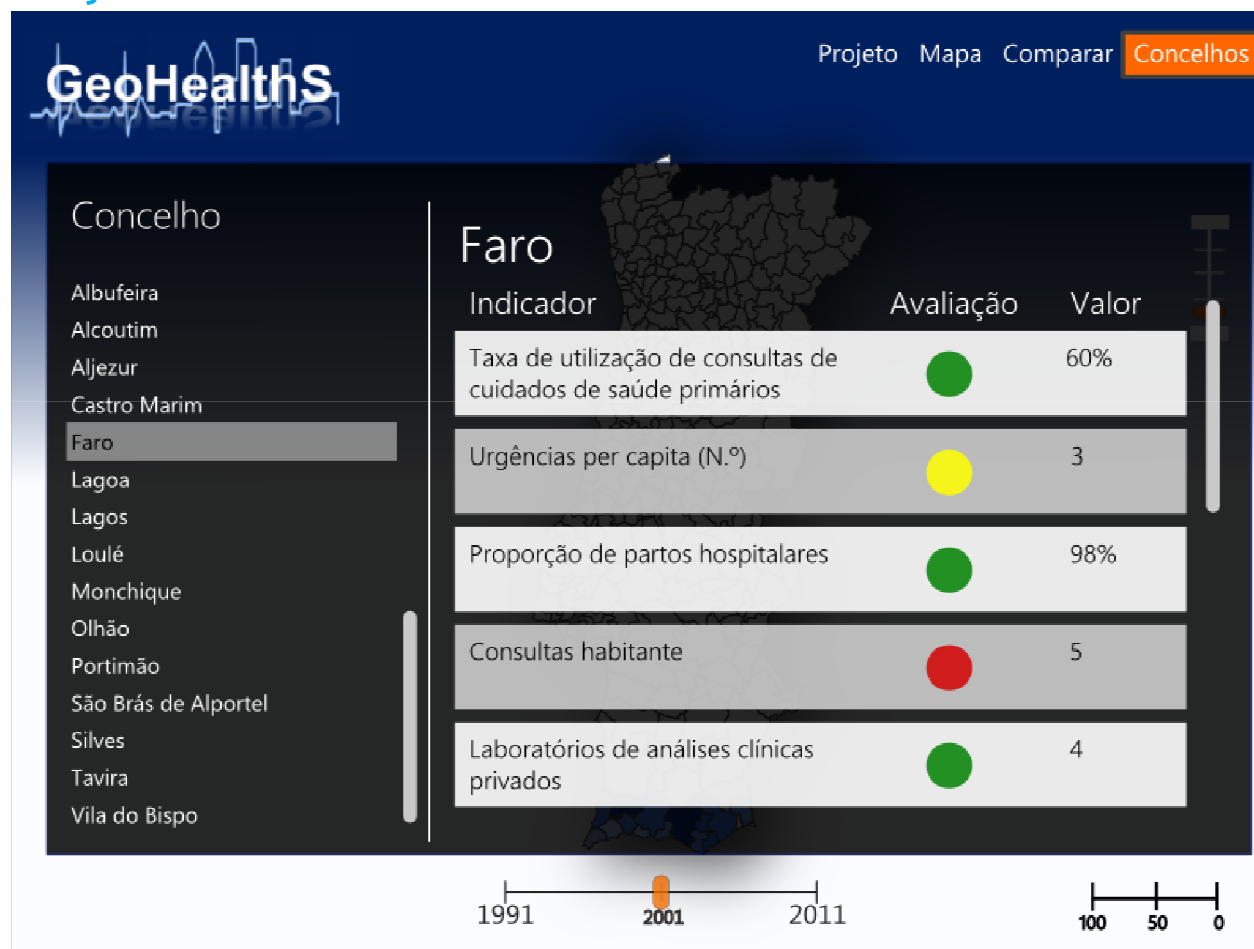 GeoHealthS
Projeto Mapa Comparar Concelhos
Concelho
Albufeira
Alcoutim
Aljezur
Castro Marim
Faro
Lagoa
Lagos
Loulé
Monchique
Olhão
Portimão
São Brás de Alportel
Silves
Tavira
Vila do Bispo
Faro
Indicador Avaliação Valor
Taxa de utilização de consultas de 60%
cuidados de saúde primários
Urgências per capita (N.º) 3
Proporção de partos hospitalares 98%
Consultas habitante 5
Laboratórios de análises clínicas 4
privados
1991 2001 2011
100 50 0